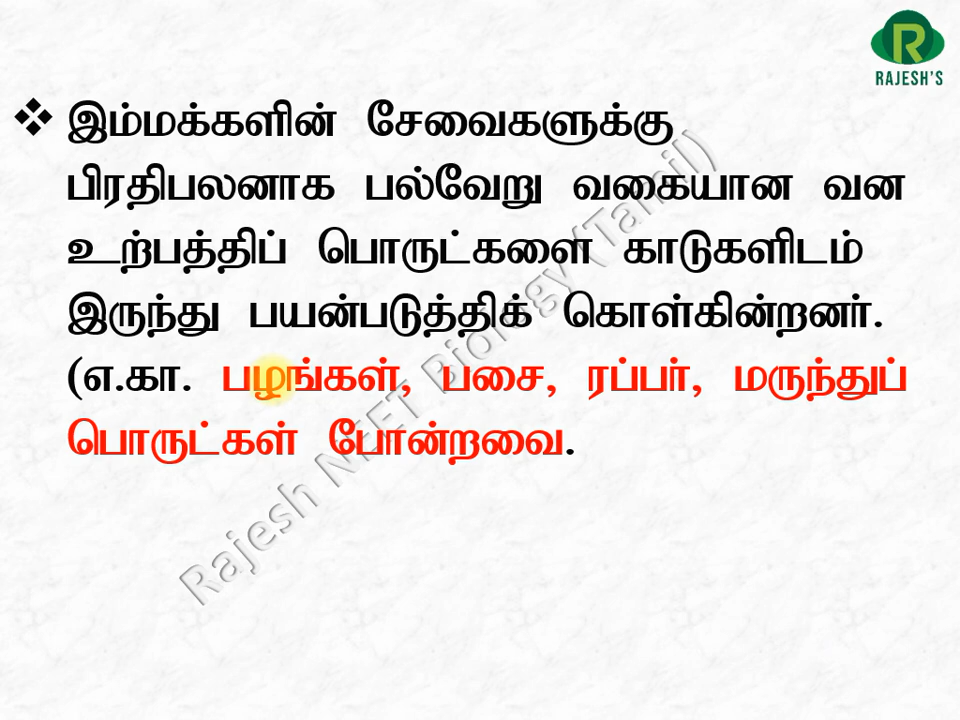 RAJESH'S
❖ இம்மக்களின் சேவைகளுக்கு
பிரதிபலனாக பல்வேறு வகையான வன
உற்பத்திப் பொருட்களை காடுகளிடம்
இருந்து பயன்படுத்திக் கொள்கின்றனர்.
(எ.கா. பழங்கள், பசை, ரப்பர், மருந்துப்
பொருட்கள் போன்றவை.
Rajesh NEET Biology(Tamil)